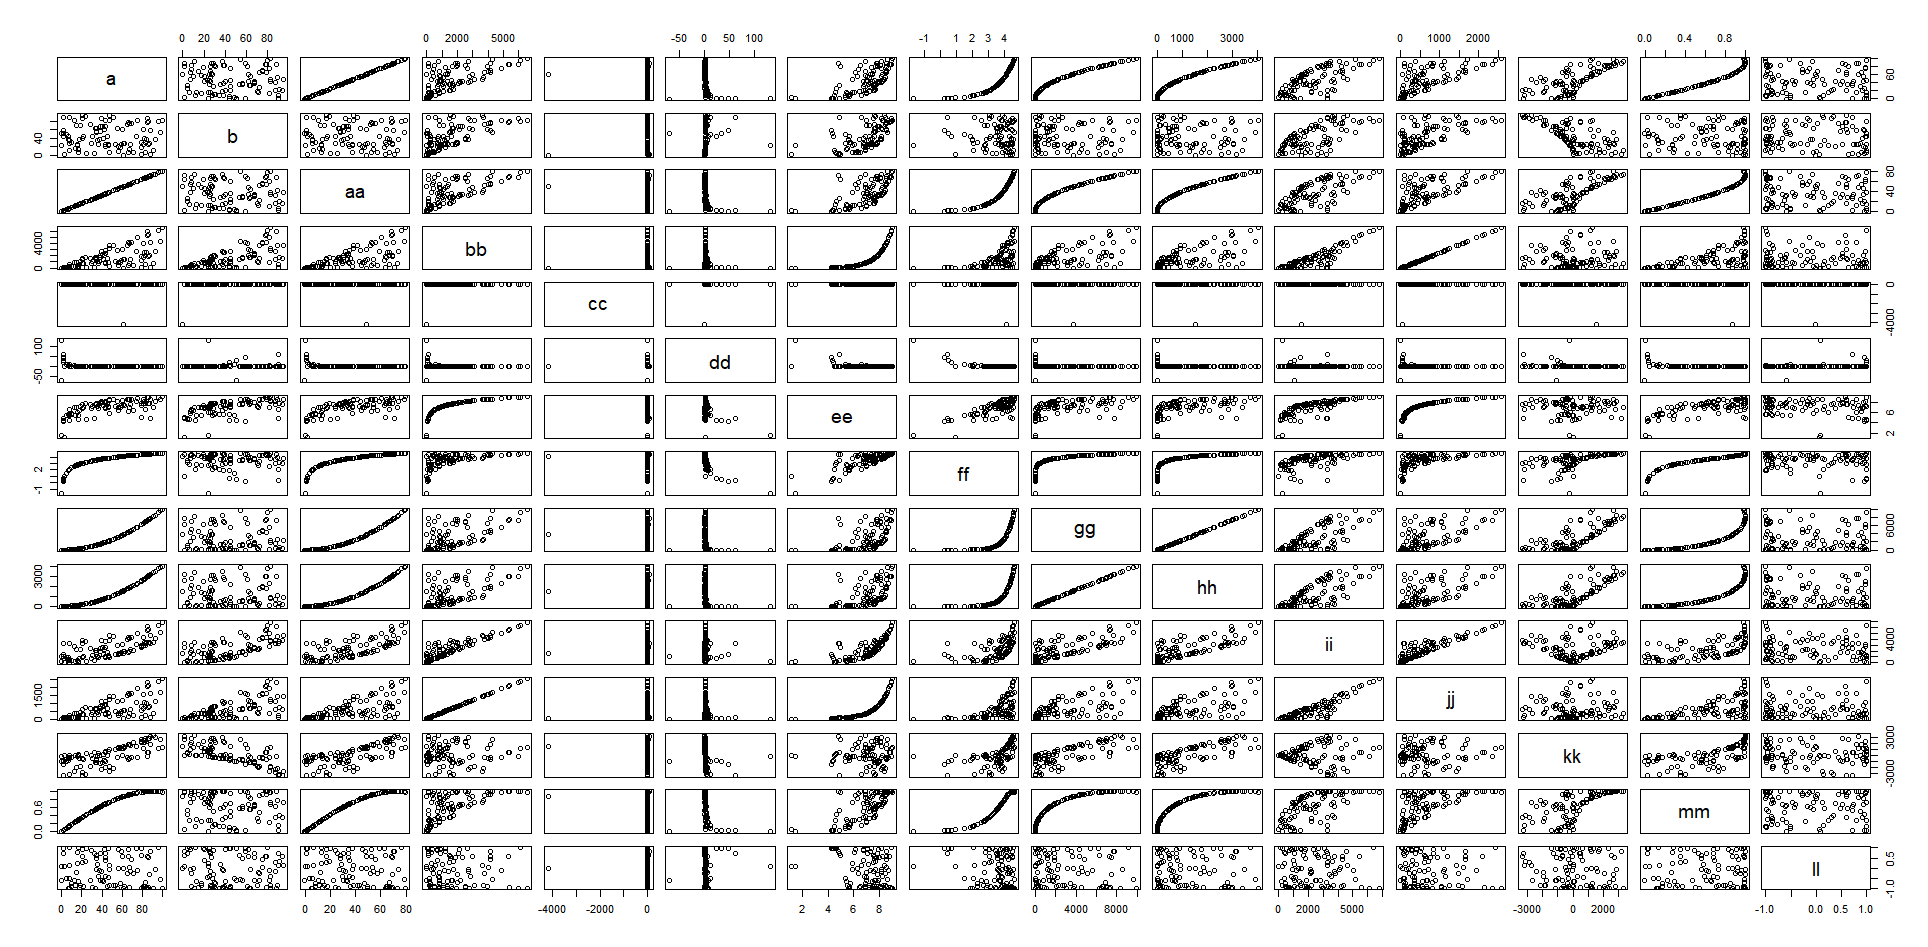 0 20 40 60 80
0 2000 5000
-50 0 50 100
-1 0 1 2 3 4
0 1000 3000
0 1000 2000
0.0 0.4 0.8
a
0 60
b
0 40
aa
0 40 80
bb
0 4000
cc
-4000 0
dd
-50 100
ee
2 6
ff
-1 2
gg
0 6000
hh
0 3000
ii
0 4000
jj
0 1500
kk
-3000 3000
mm
0.0 0.6
ll
-1.0 0.5
0 20 40 60 80
0 20 40 60 80
-4000 -2000 0
2 4 6 8
0 4000 8000
0 2000 5000
-3000 0 2000
-1.0 0.0 0.5 1.0